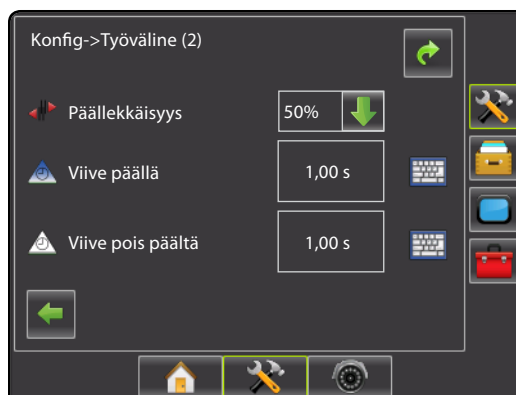 Konfig->Työväline (2)
Päällekkäisyys 50%
Viive päällä 1,00 s
Viive pois päältä 1,00 s